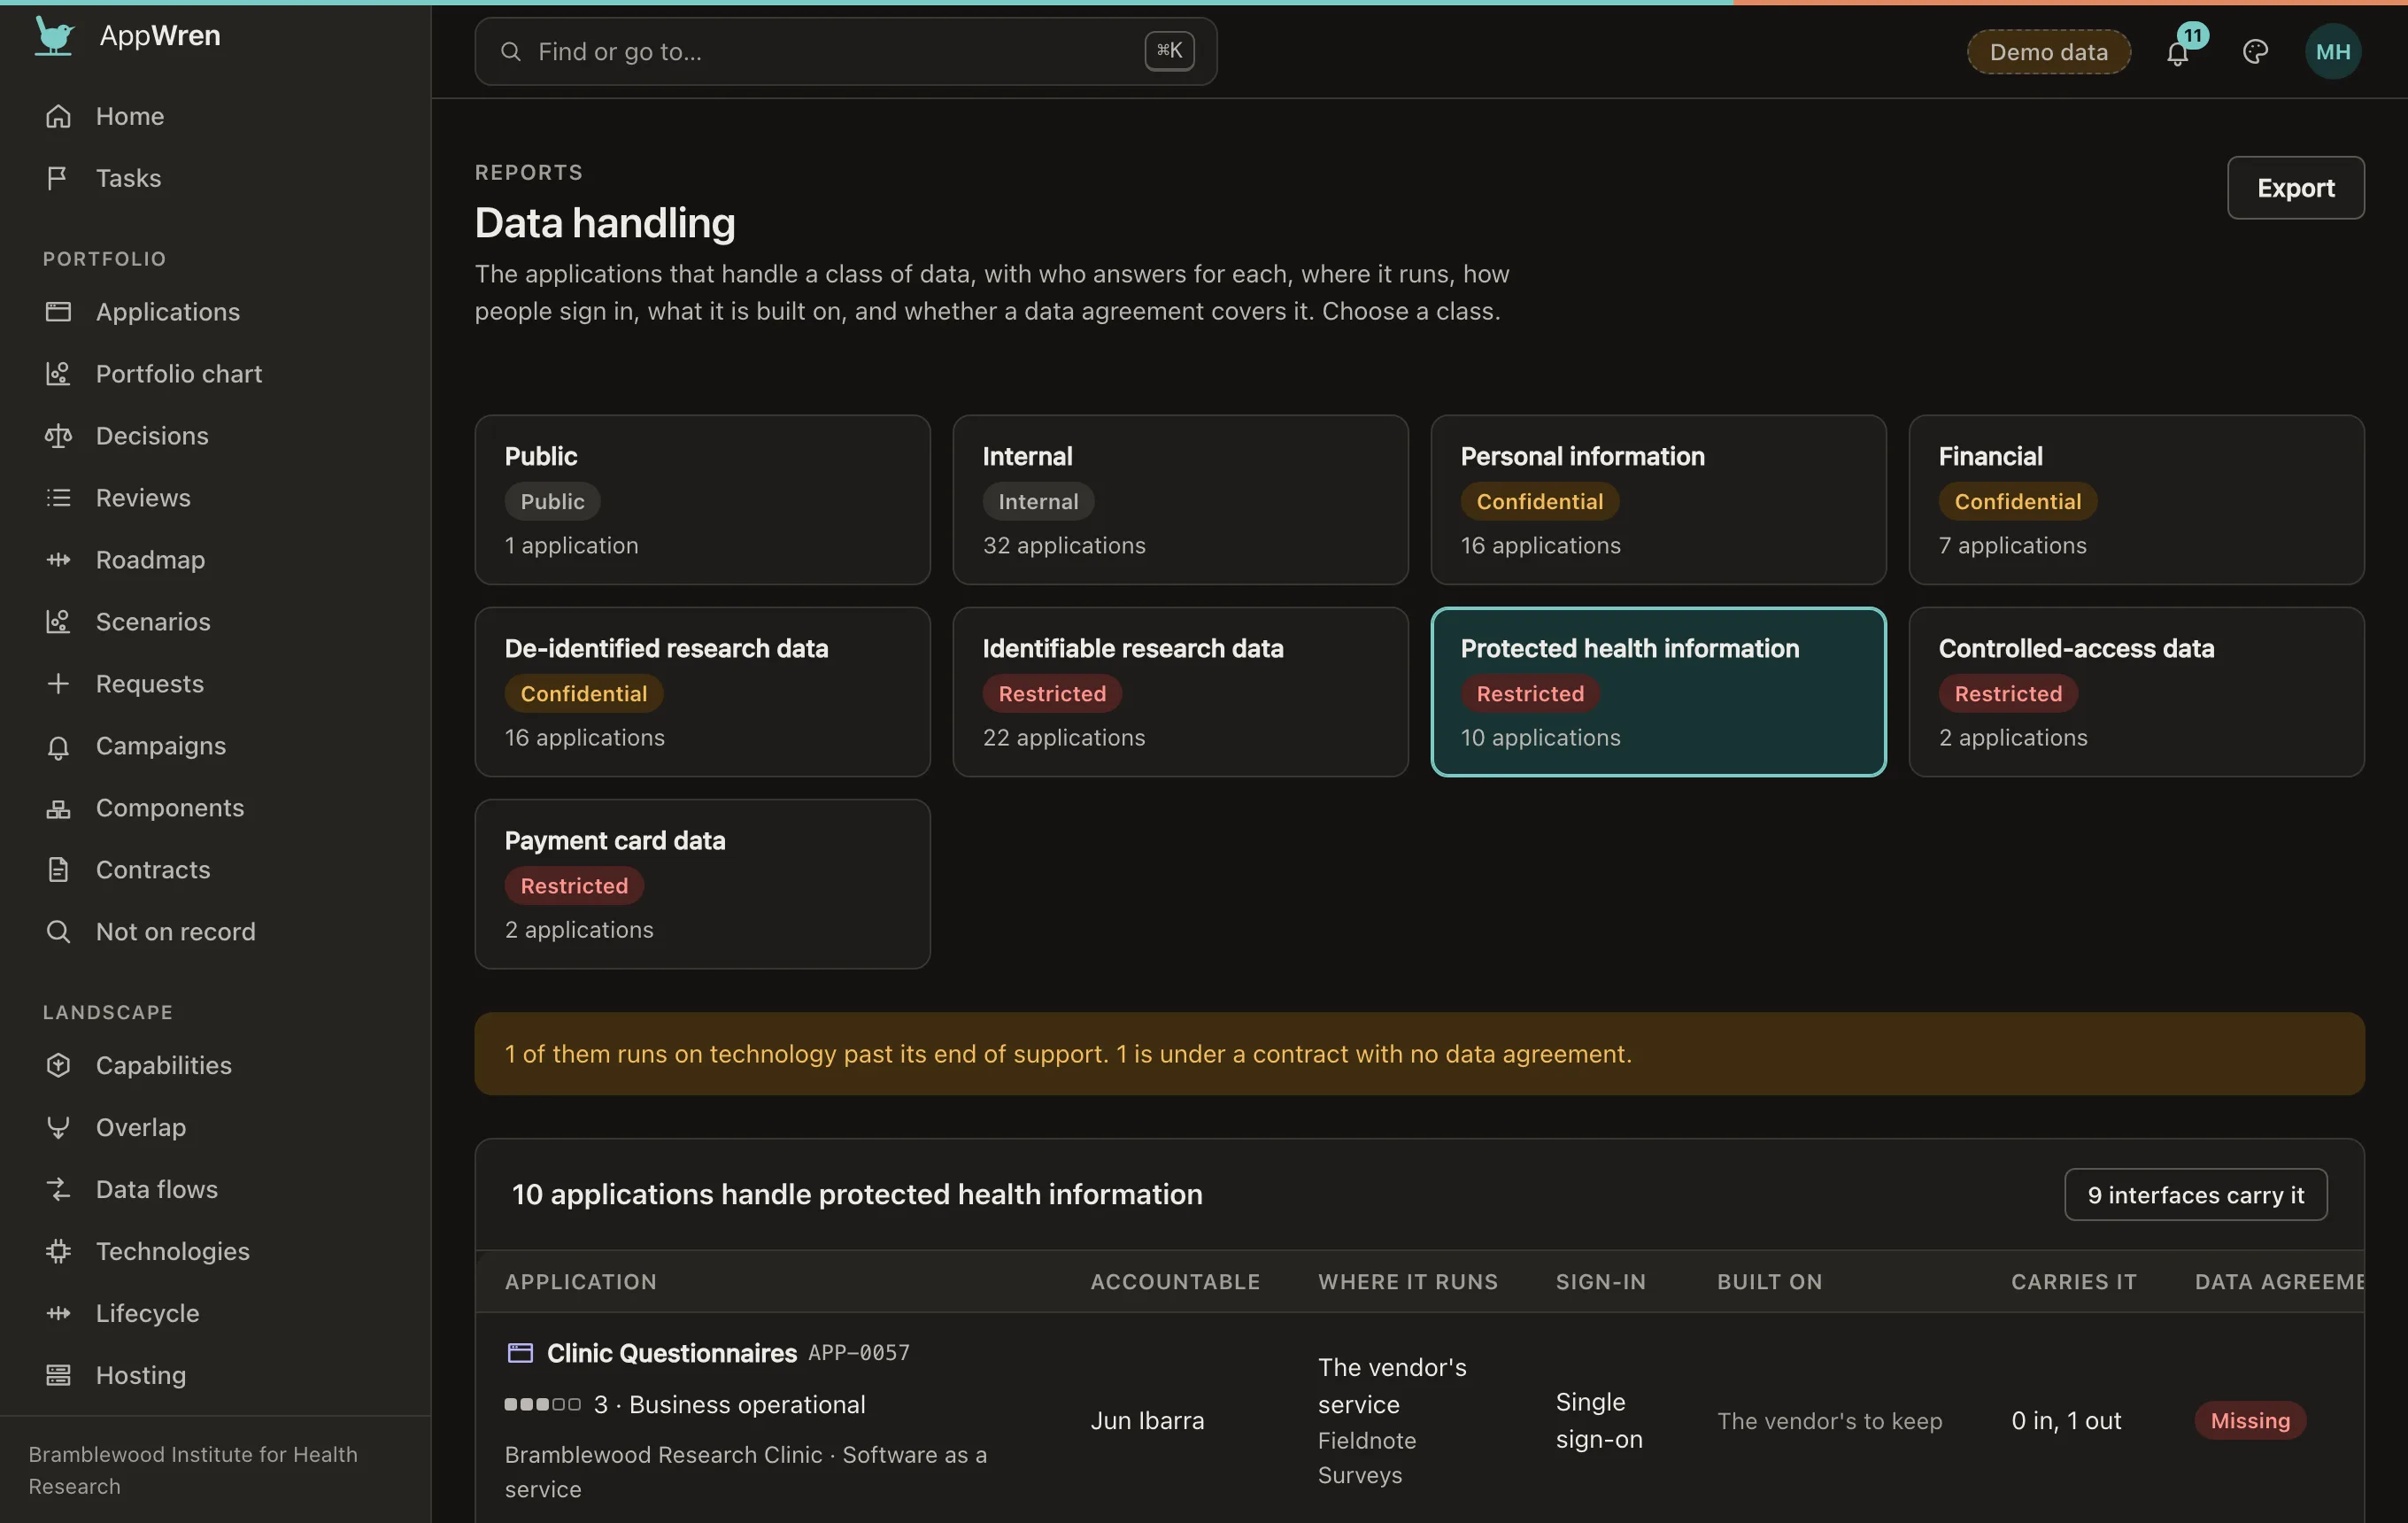 AppWren
Find or go to...
⌘K
Demo data
11
MH
Home
Tasks
PORTFOLIO
Applications
Portfolio chart
Decisions
Reviews
Roadmap
Scenarios
Requests
Campaigns
Components
Contracts
Not on record
LANDSCAPE
Capabilities
Overlap
Data flows
Technologies
Lifecycle
Hosting
Bramblewood Institute for Health
Research
REPORTS
Data handling
Export
The applications that handle a class of data, with who answers for each, where it runs, how
people sign in, what it is built on, and whether a data agreement covers it. Choose a class.
Public
Public
1 application
Internal
Internal
32 applications
Personal information
Confidential
16 applications
Financial
Confidential
7 applications
De-identified research data
Confidential
16 applications
Identifiable research data
Restricted
22 applications
Protected health information
Restricted
10 applications
Controlled-access data
Restricted
2 applications
Payment card data
Restricted
2 applications
1 of them runs on technology past its end of support. 1 is under a contract with no data agreement.
10 applications handle protected health information
9 interfaces carry it
APPLICATION
ACCOUNTABLE
WHERE IT RUNS
SIGN-IN
BUILT ON
CARRIES IT
DATA AGREEME
Clinic Questionnaires APP-0057
3 · Business operational
Bramblewood Research Clinic · Software as a
service
Jun Ibarra
The vendor's
service
Fieldnote
Surveys
Single
sign-on
The vendor's to keep
0 in, 1 out
Missing